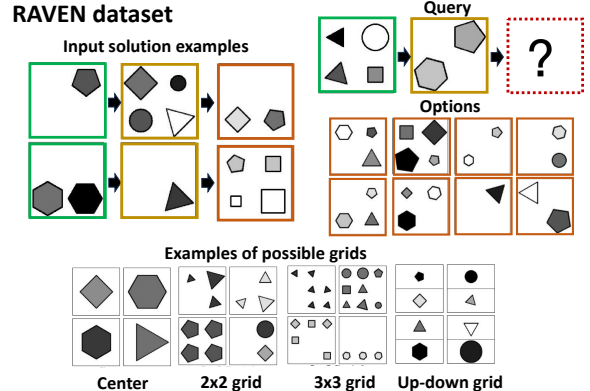 RAVEN dataset
Input solution examples
Query
?
Options
Examples of possible grids
Center
2x2 grid
3x3 grid
Up-down grid